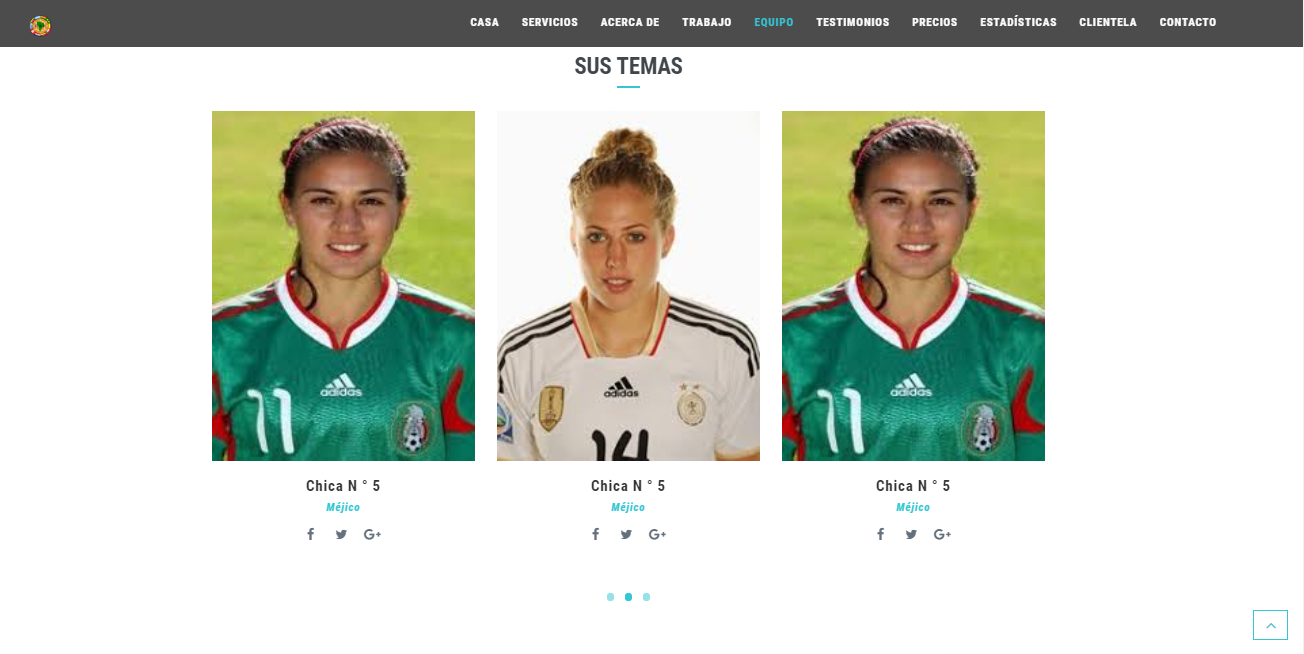 CASA SERVICIOS ACERCA DE TRABAJO EQUIPO TESTIMONIOS PRECIOS ESTADÍSTICAS CLIENTELA CONTACTO
SUS TEMAS
adidas adidas adidas
11 14 11
Chica N ° 5 Chica N ° 5 Chica N ° 5
Méjico Méjico Méjico
G+ G+ G+